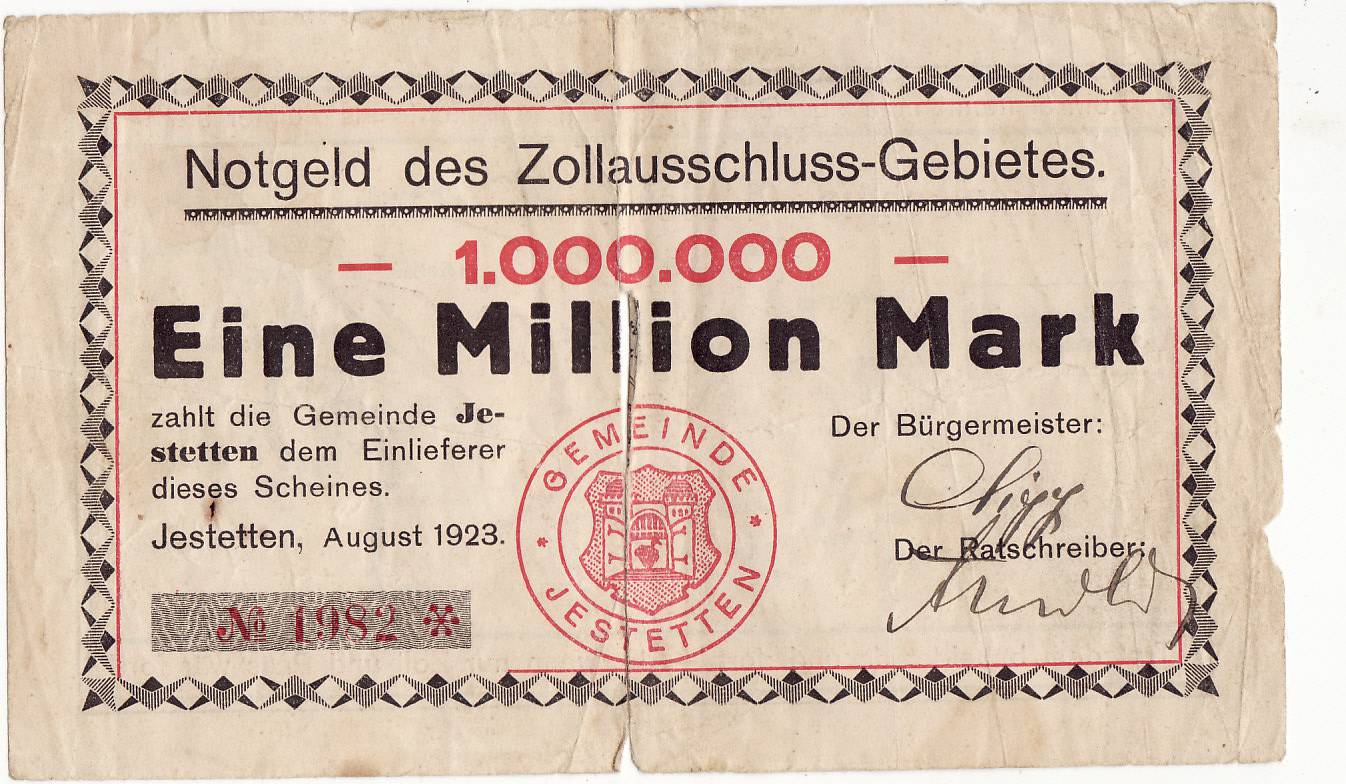 Notgeld des Zollausschluss-Gebietes.
— 1.000.000 —
Eine Million Mark
zahlt die Gemeinde Je-
stetten dem Einlieferer
dieses Scheines.
Jestetten, August 1923.
№ 1982 *
GEMEINDE
* JESTETTEN *
Der Bürgermeister:
Der Ratschreiber: